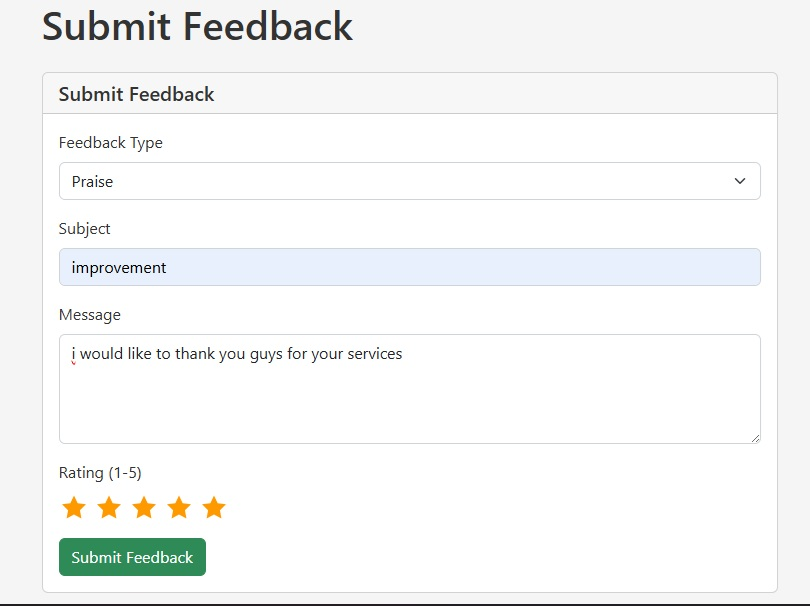 Submit Feedback
Submit Feedback
Feedback Type
Praise
Subject
improvement
Message
i would like to thank you guys for your services
Rating (1-5)
Submit Feedback